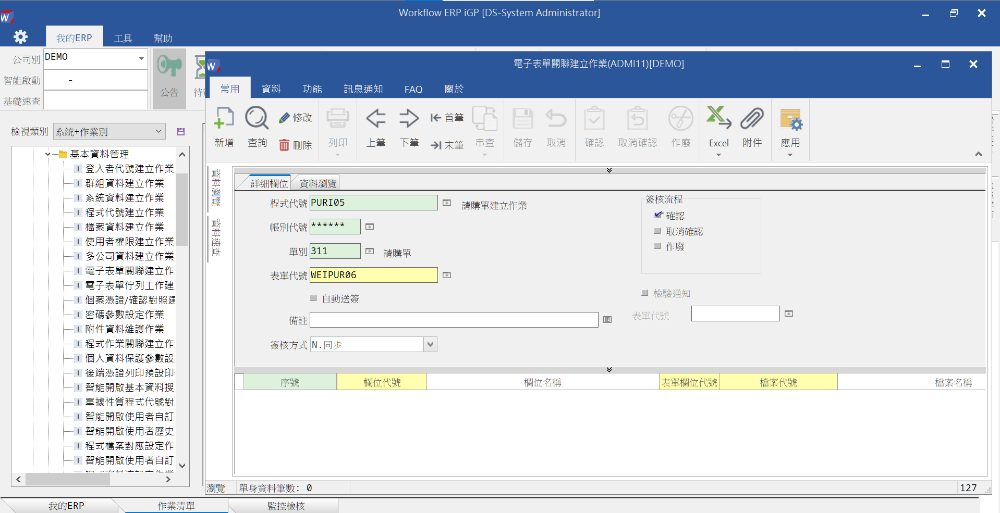 Workflow ERP iGP [DS-System Administrator]
我的ERP 工具 幫助
公司別 DEMO
智能啟動 -
基礎速查
公告
檢視類別 系統+作業別
基本資料管理
登入者代號建立作業
群組資料建立作業
系統資料建立作業
程式代號建立作業
檔案資料建立作業
使用者權限建立作業
多公司資料建立作業
電子表單關聯建立作
電子表單佇列工作建
個案憑證/確認對照建
密碼參數設定作業
附件資料維護作業
程式作業關聯建立作
個人資料保護參數設
後端憑證列印預設印
智能開啟基本資料搜
單據性質程式代號對
智能開啟使用者自訂
智能開啟使用者歷史
程式檔案對應設定作
智能開啟使用者自訂
電子表單關聯建立作業(ADMI11)[DEMO]
常用 資料 功能 訊息通知 FAQ 關於
新增 查詢 修改 刪除 列印 上筆 下筆 首筆 末筆 串查 儲存 取消 確認 取消確認 作廢 Excel 附件 應用
資料瀏覽
資料速查
詳細欄位 資料瀏覽
程式代號 PURI05 請購單建立作業
帳別代號 ******
單別 311 請購單
表單代號 WEIPUR06
自動送簽
備註
簽核方式 N.同步
簽核流程
確認
取消確認
作廢
檢驗通知
表單代號
序號 欄位代號 欄位名稱 表單欄位代號 檔案代號 檔案名稱
瀏覽 單身資料筆數: 0 127
我的ERP 作業清單 監控檢核